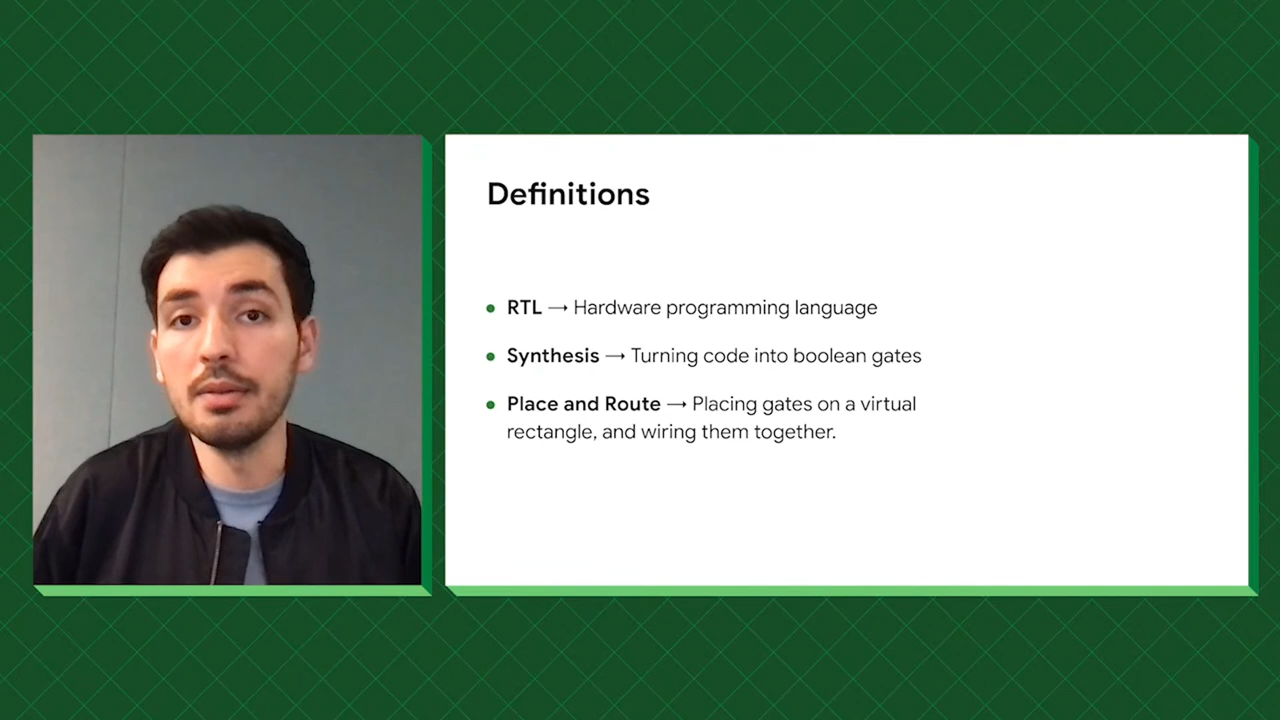 Definitions
• RTL → Hardware programming language
• Synthesis → Turning code into boolean gates
• Place and Route → Placing gates on a virtual
rectangle, and wiring them together.